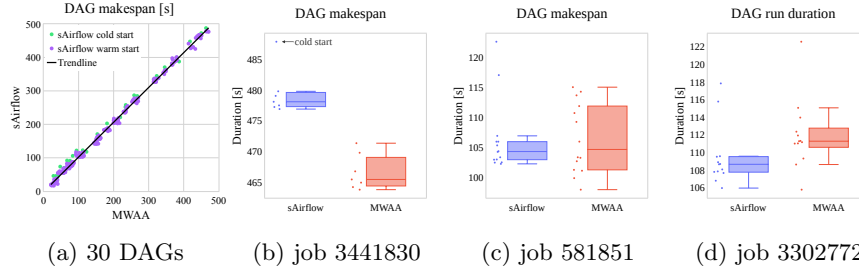 DAG makespan [s]
500
400
300
200
100
0
sAirflow
sAirflow cold start
sAirflow warm start
Trendline
0
100
200
300
400
500
MWAA
(a) 30 DAGs
DAG makespan
Duration [s]
485
480
475
470
465
cold start
sAirflow
MWAA
(b) job 3441830
DAG makespan
Duration [s]
120
115
110
105
100
sAirflow
MWAA
(c) job 581851
DAG run duration
Duration [s]
122
120
118
116
114
112
110
108
106
sAirflow
MWAA
(d) job 3302772